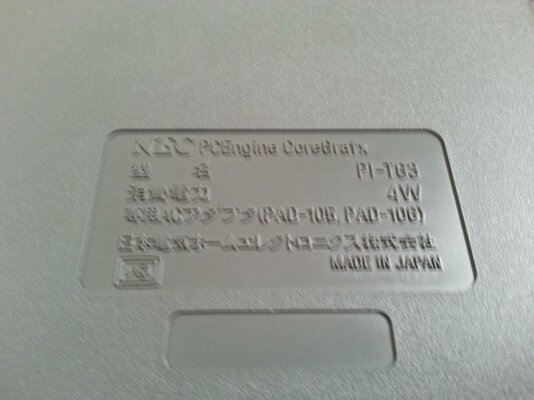 NEC PCEngine CoreGrafx
型 名 PI-TG3
消費電力 4W
専用ACアダプタ(PAD-105, PAD-106)
日本電気ホームエレクトロニクス株式会社
MADE IN JAPAN